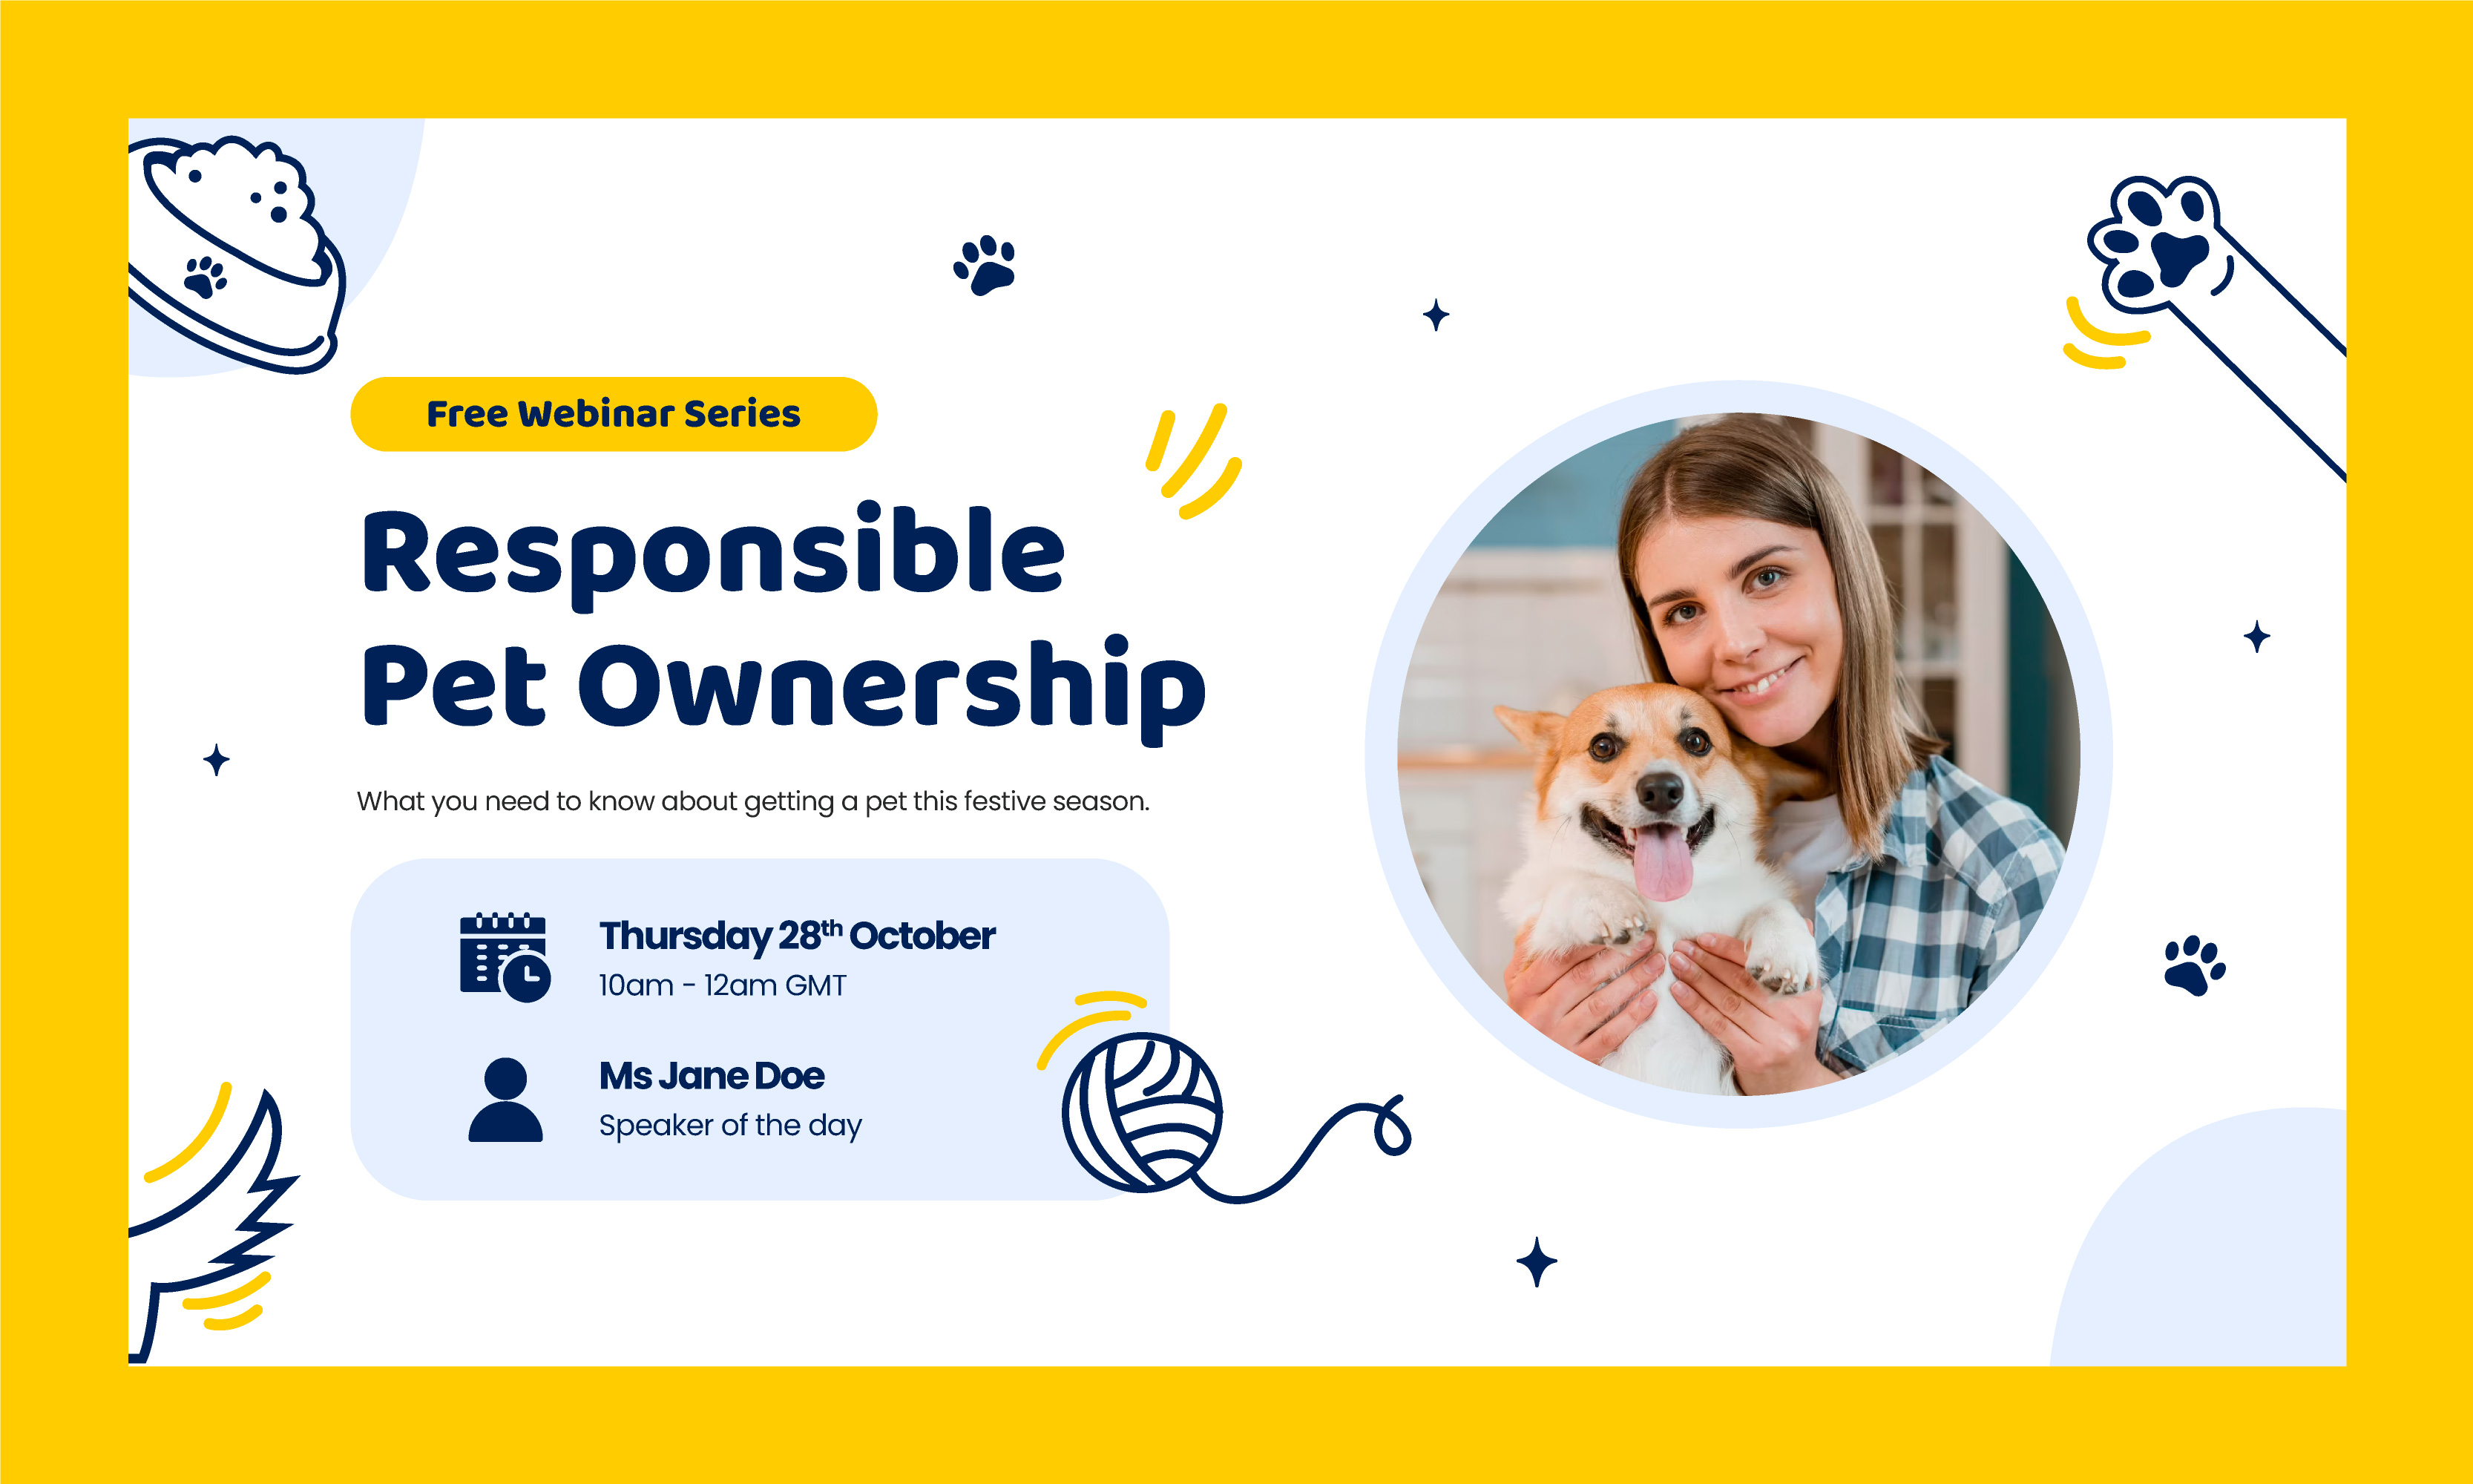 Free Webinar Series
Responsible
Pet Ownership
What you need to know about getting a pet this festive season.
Thursday 28th October
10am - 12am GMT
Ms Jane Doe
Speaker of the day